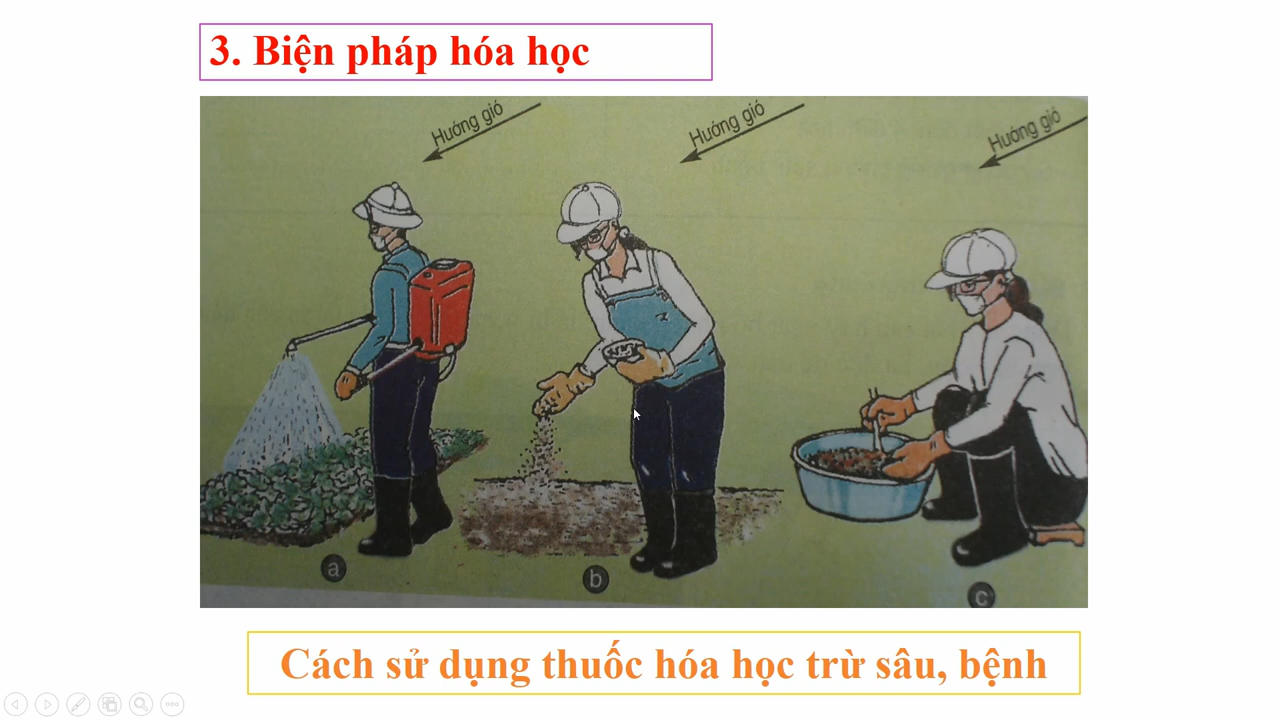 3. Biện pháp hóa học
Hướng gió
Hướng gió
Hướng gió
a
b
c
Cách sử dụng thuốc hóa học trừ sâu, bệnh